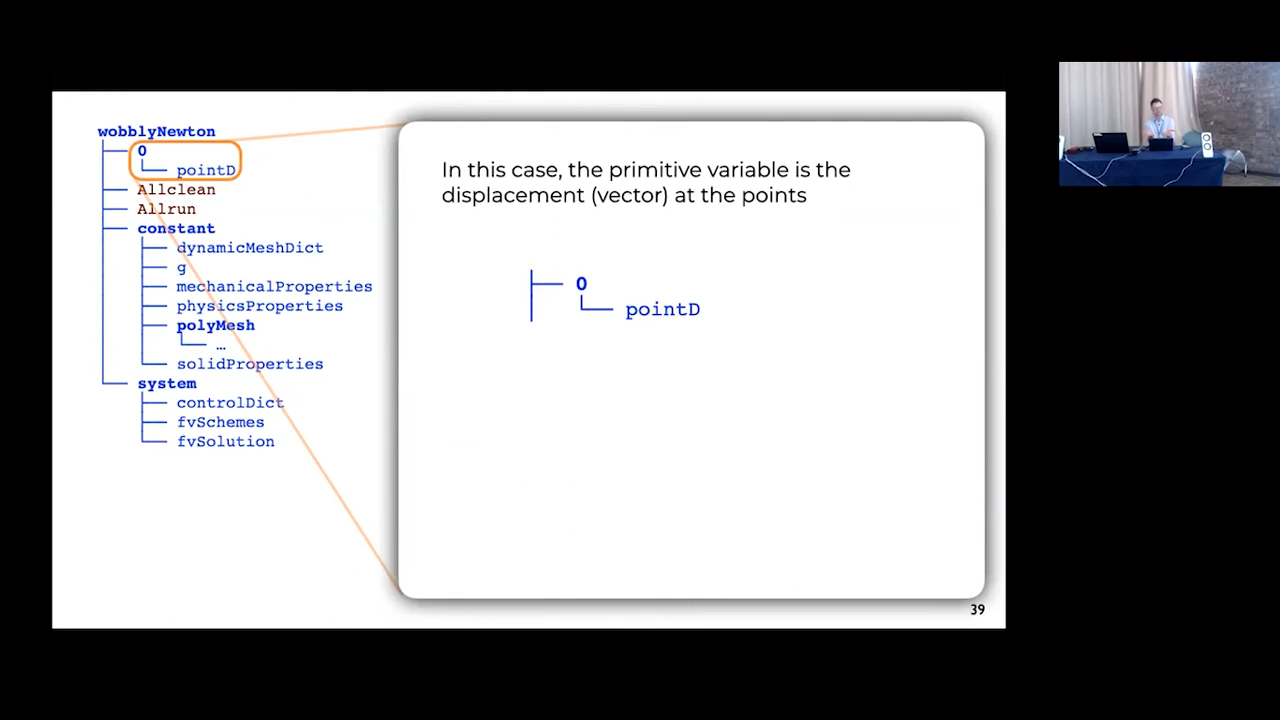 wobblyNewton
0
pointD
Allclean
Allrun
constant
dynamicMeshDict
g
mechanicalProperties
physicsProperties
polyMesh
…
solidProperties
system
controlDict
fvSchemes
fvSolution
In this case, the primitive variable is the
displacement (vector) at the points
0
pointD
39